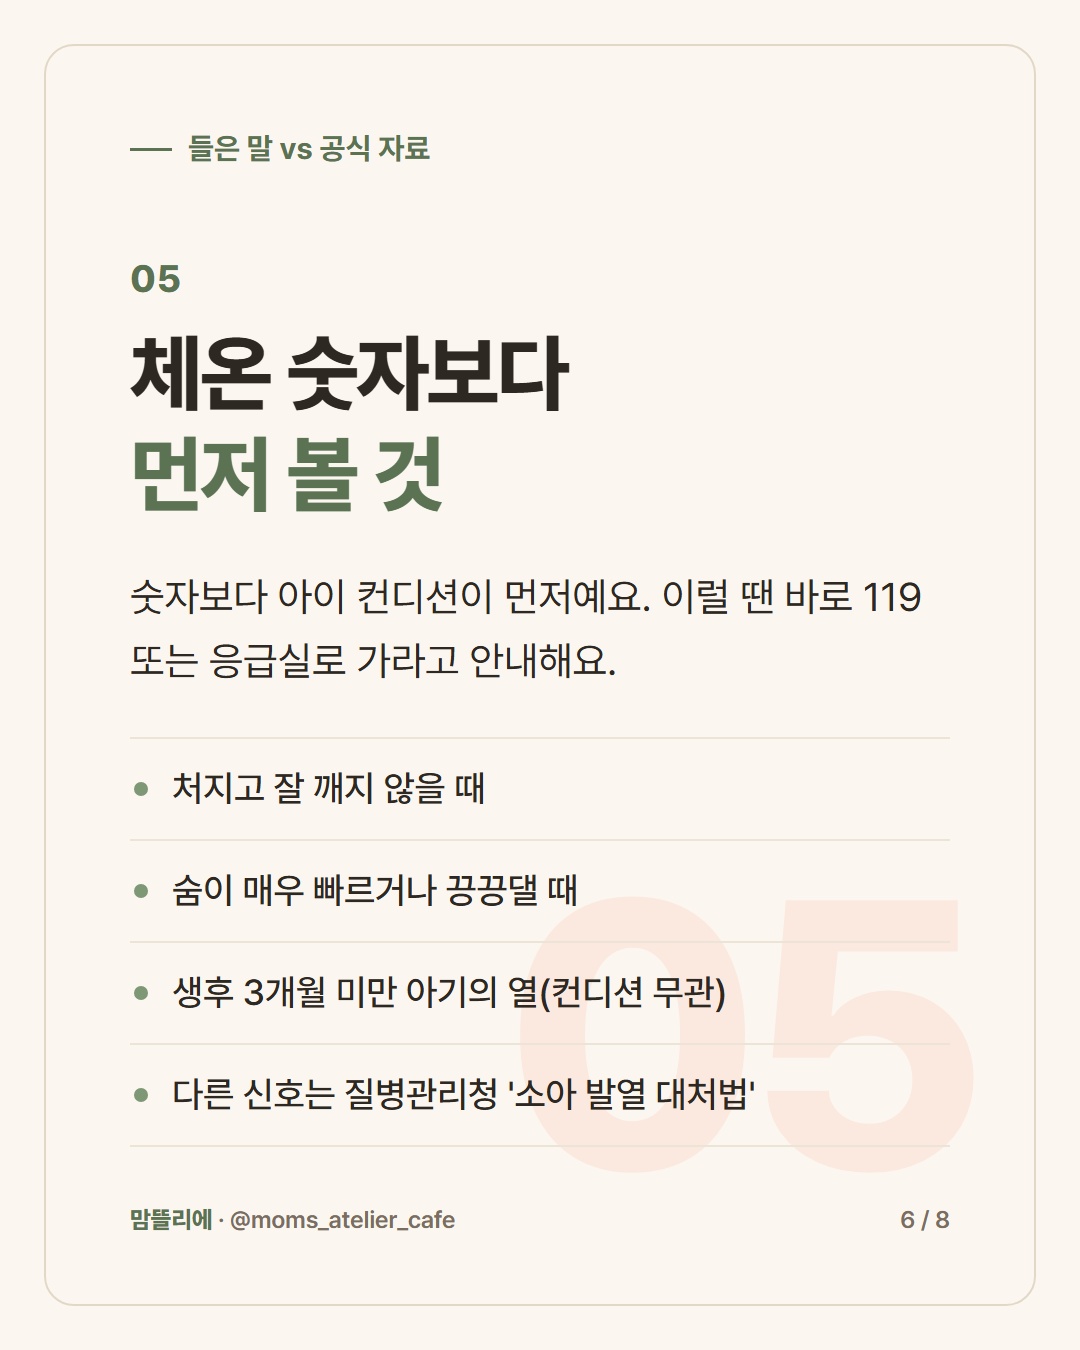 들은 말 vs 공식 자료
05
체온 숫자보다
먼저 볼 것
숫자보다 아이 컨디션이 먼저예요. 이럴 땐 바로 119
또는 응급실로 가라고 안내해요.
처지고 잘 깨지 않을 때
숨이 매우 빠르거나 끙끙댈 때
생후 3개월 미만 아기의 열(컨디션 무관)
다른 신호는 질병관리청 '소아 발열 대처법'
05
맘뜰리에 · @moms_atelier_cafe
6 / 8